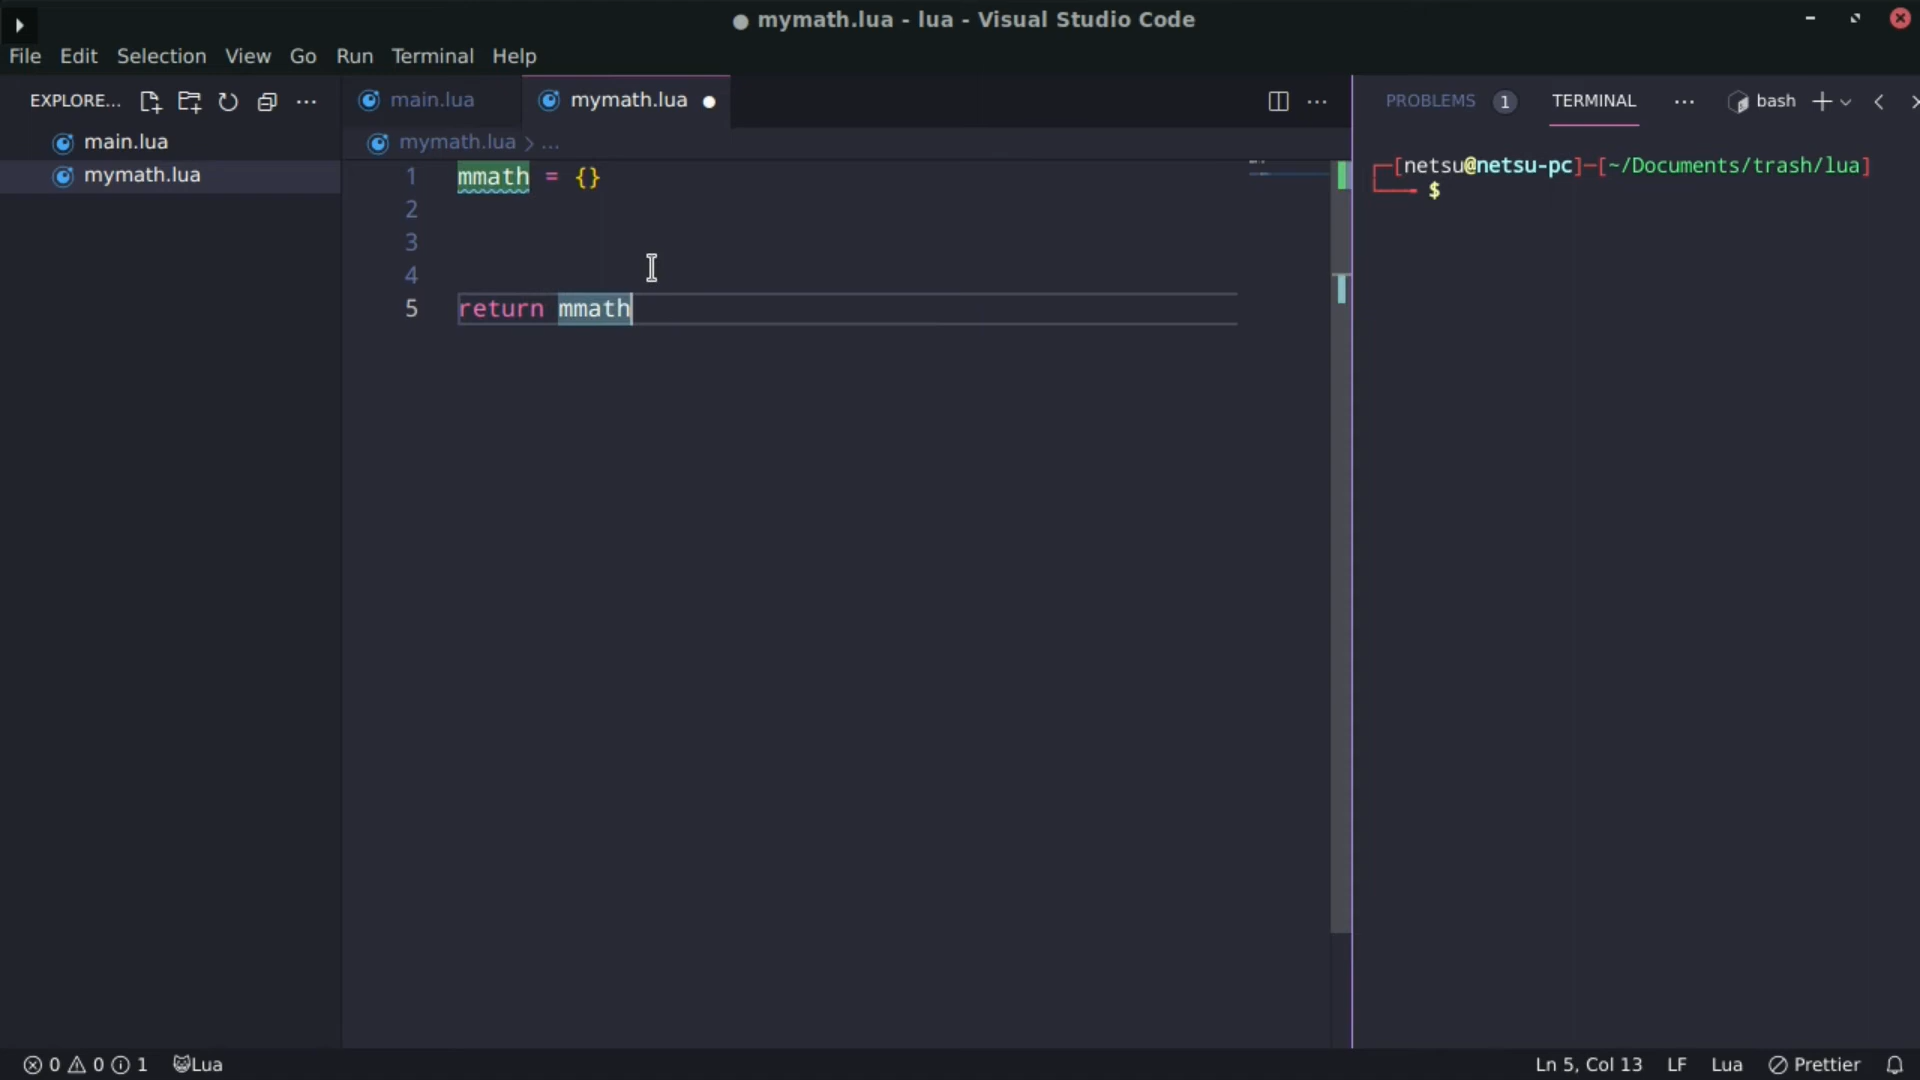 ● mymath.lua - lua - Visual Studio Code
File Edit Selection View Go Run Terminal Help
EXPLORE... ...
main.lua
mymath.lua
main.lua mymath.lua ●
mymath.lua > ...
1 mmath = {}
2
3
4
5 return mmath
PROBLEMS 1 TERMINAL ... bash
[netsu@netsu-pc]-[~/Documents/trash/lua]
$
0 0 1 Lua
Ln 5, Col 13 LF Lua Prettier